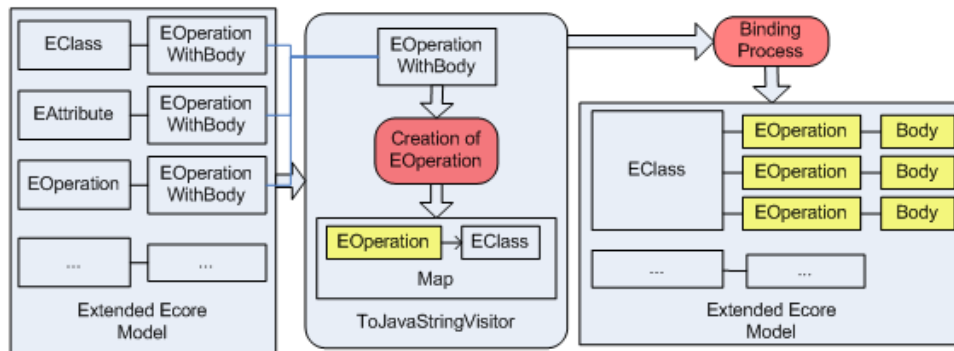 EClass
EOperation
WithBody
EAttribute
EOperation
WithBody
EOperation
EOperation
WithBody
...
...
Extended Ecore
Model
EOperation
WithBody
Creation of
EOperation
EOperation
EClass
Map
ToJavaStringVisitor
Binding
Process
EClass
EOperation
Body
EOperation
Body
EOperation
Body
...
...
Extended Ecore
Model